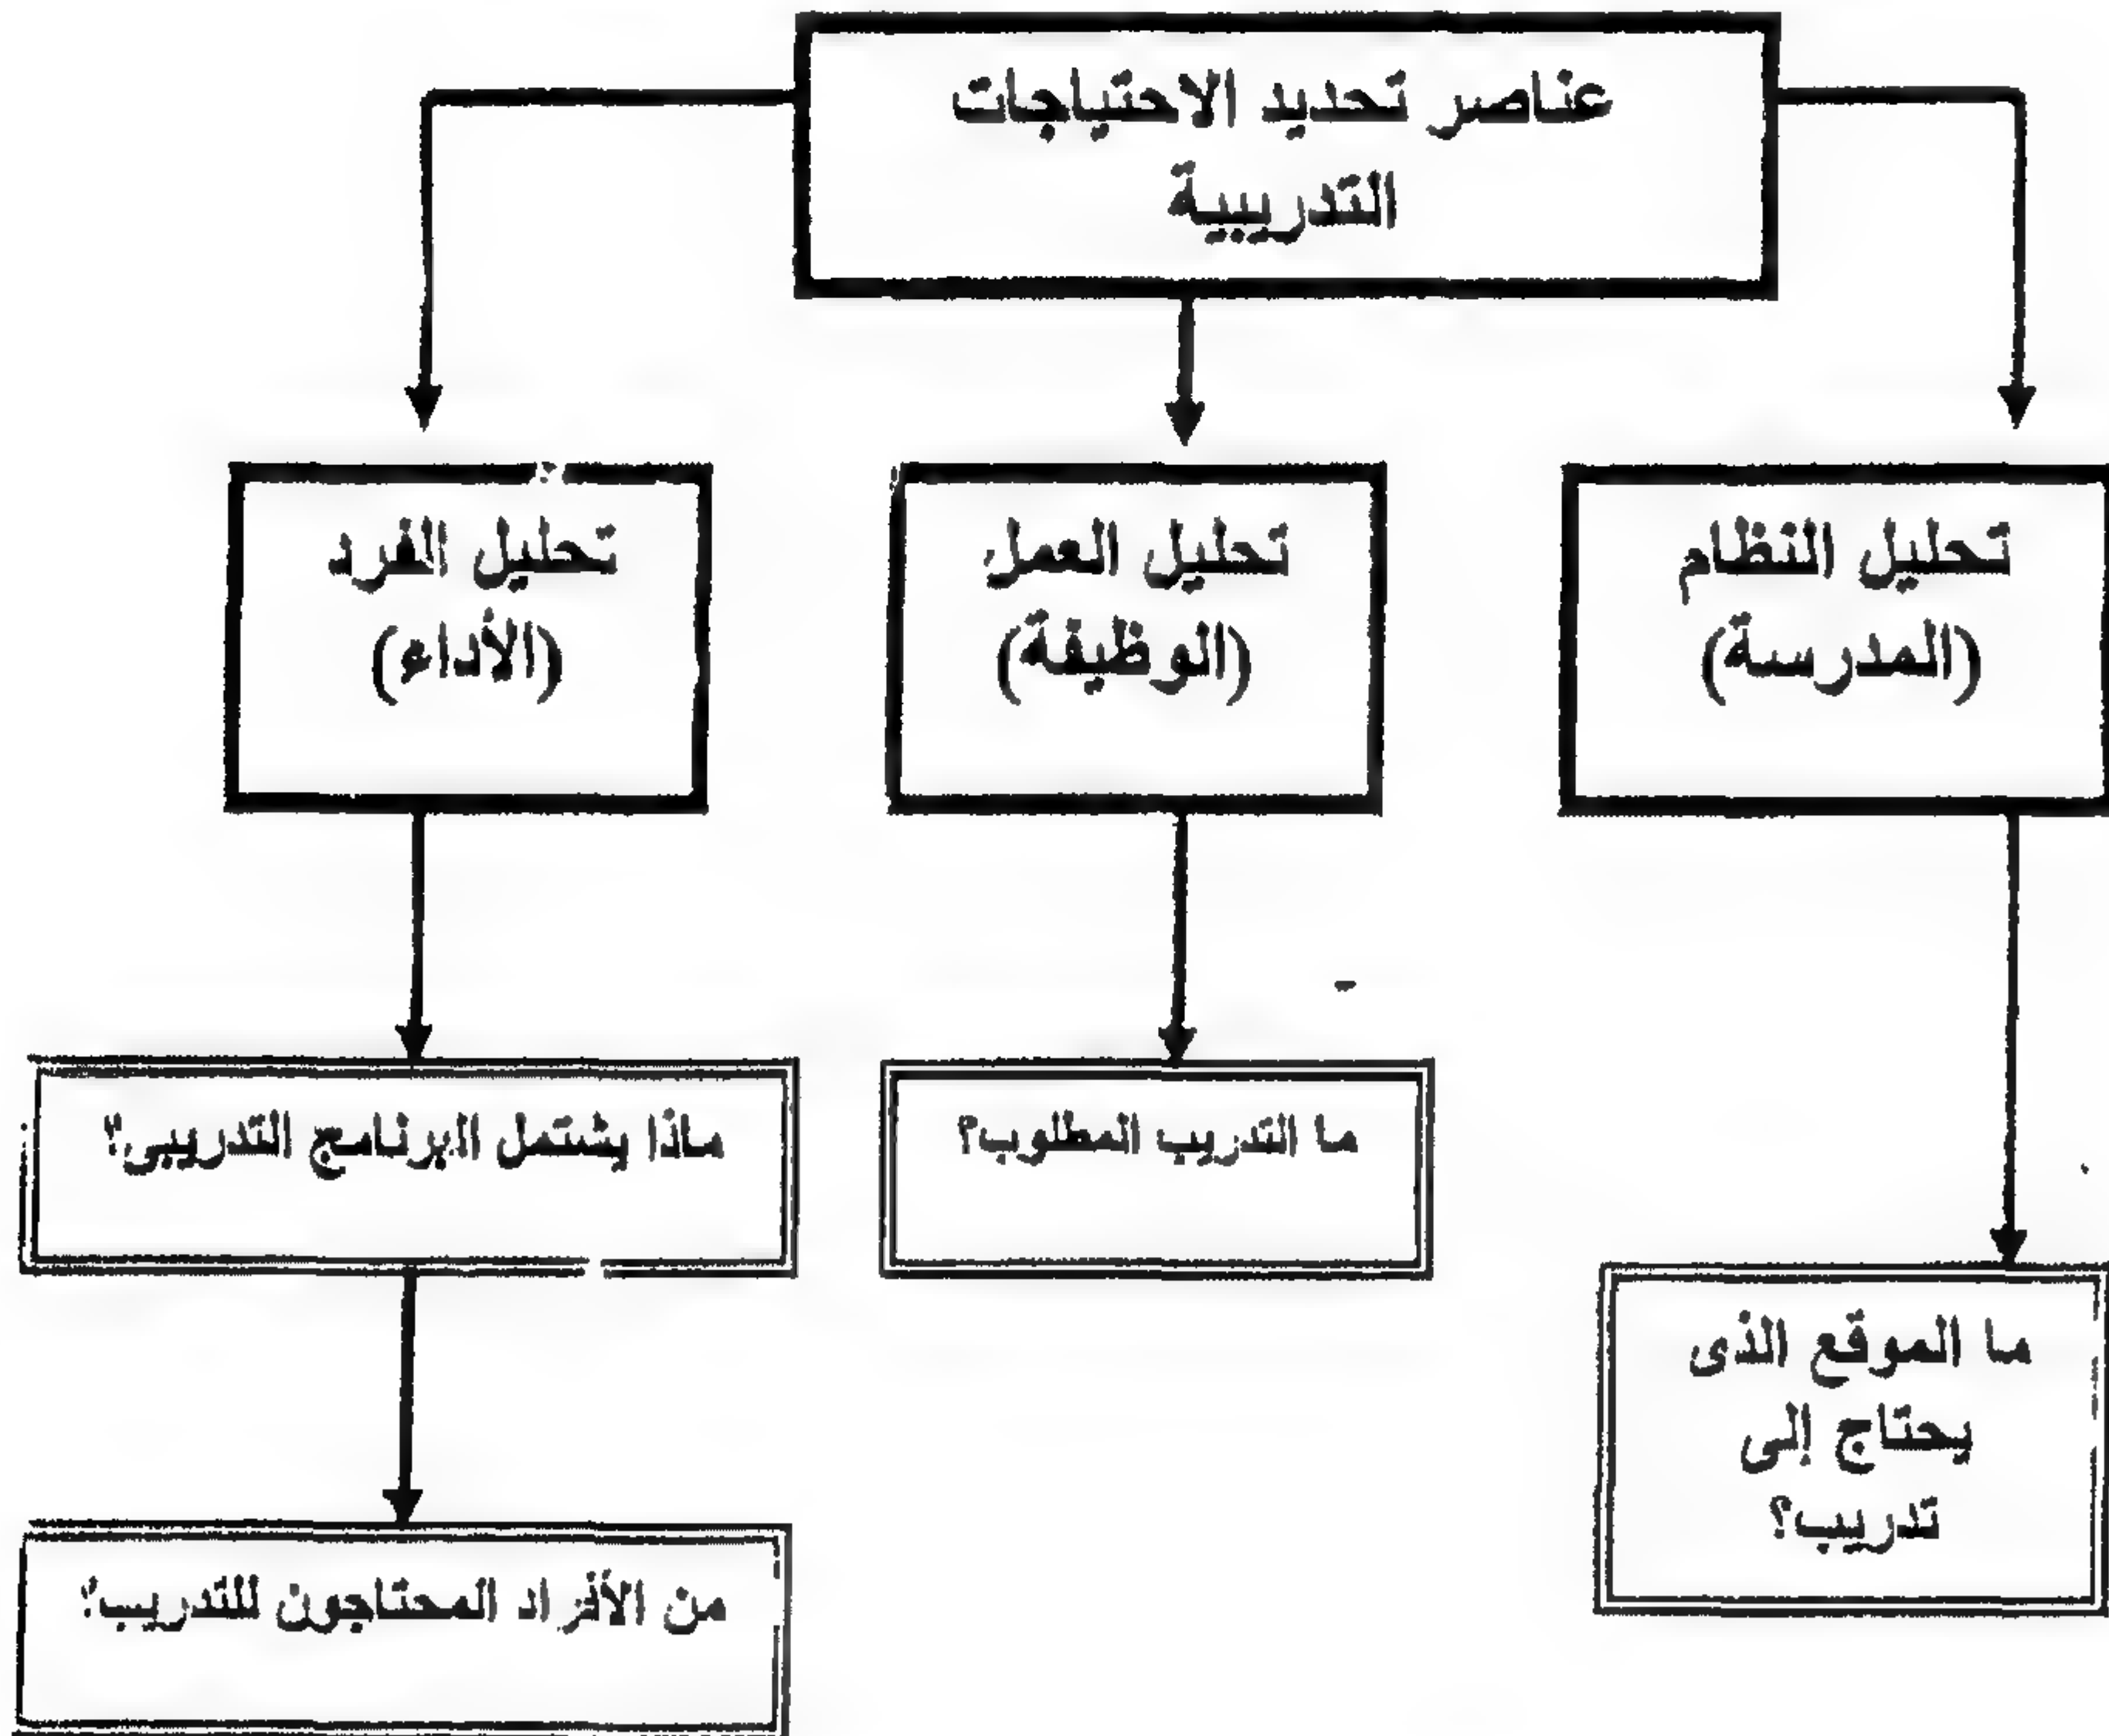 عناصر تحديد الاحتياجات
التدريبية
تحليل النظام
(المدرسة)
تحليل العمل
(الوظيفة)
تحليل الفرد
(الأداء)
ما الموقع الذى
يحتاج إلى
تدريب؟
ما التدريب المطلوب؟
ماذا يشتمل البرنامج التدريبى؟
من الأفراد المحتاجون للتدريب؟